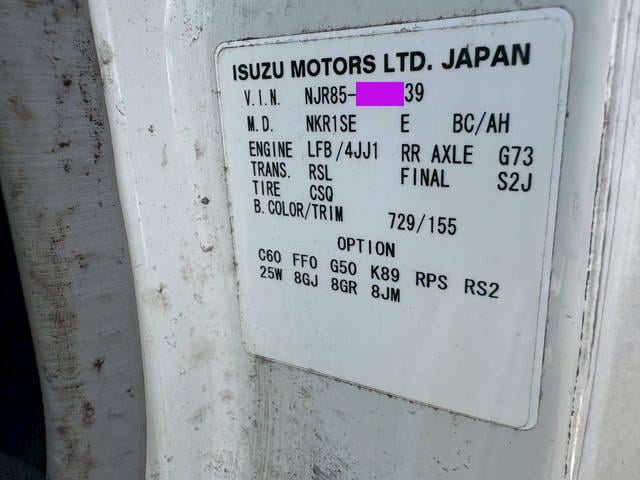 ISUZU MOTORS LTD. JAPAN
V.I.N. NJR85- 39
M.D. NKR1SE E BC/AH
ENGINE LFB/4JJ1 RR AXLE G73
TRANS. RSL FINAL S2J
TIRE CSQ
B.COLOR/TRIM 729/155
OPTION
C60 FF0 G50 K89 RPS RS2
25W 8GJ 8GR 8JM